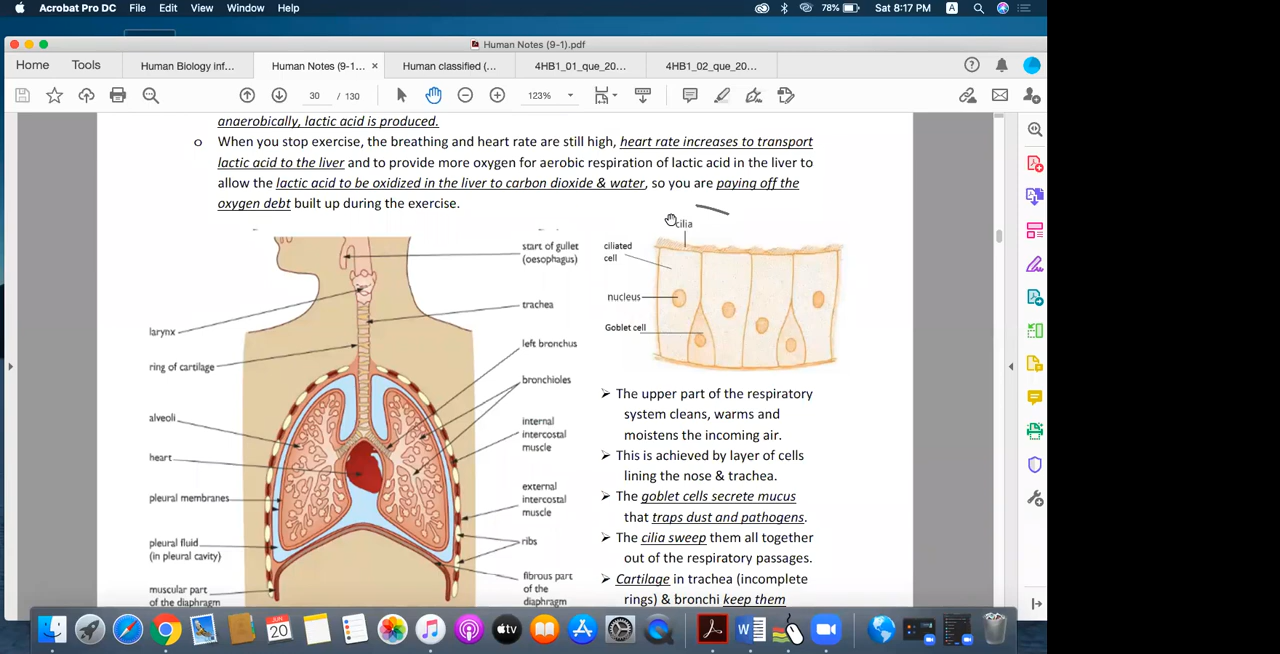 Acrobat Pro DC File Edit View Window Help 78% Sat 8:17 PM A
Human Notes (9-1).pdf
Home Tools Human Biology inf... Human Notes (9-1... × Human classified (... 4HB1_01_que_20... 4HB1_02_que_20...
30 / 130 123%
anaerobically, lactic acid is produced.
o When you stop exercise, the breathing and heart rate are still high, heart rate increases to transport
lactic acid to the liver and to provide more oxygen for aerobic respiration of lactic acid in the liver to
allow the lactic acid to be oxidized in the liver to carbon dioxide & water, so you are paying off the
oxygen debt built up during the exercise.
start of gullet
(oesophagus)
trachea
larynx
left bronchus
ring of cartilage
bronchioles
alveoli
internal
intercostal
muscle
heart
pleural membranes
external
intercostal
muscle
pleural fluid
(in pleural cavity)
ribs
muscular part
of the diaphragm
fibrous part
of the
diaphragm
cilia
ciliated
cell
nucleus
Goblet cell
➢ The upper part of the respiratory
system cleans, warms and
moistens the incoming air.
➢ This is achieved by layer of cells
lining the nose & trachea.
➢ The goblet cells secrete mucus
that traps dust and pathogens.
➢ The cilia sweep them all together
out of the respiratory passages.
➢ Cartilage in trachea (incomplete
rings) & bronchi keep them
JUN
20
tv
W